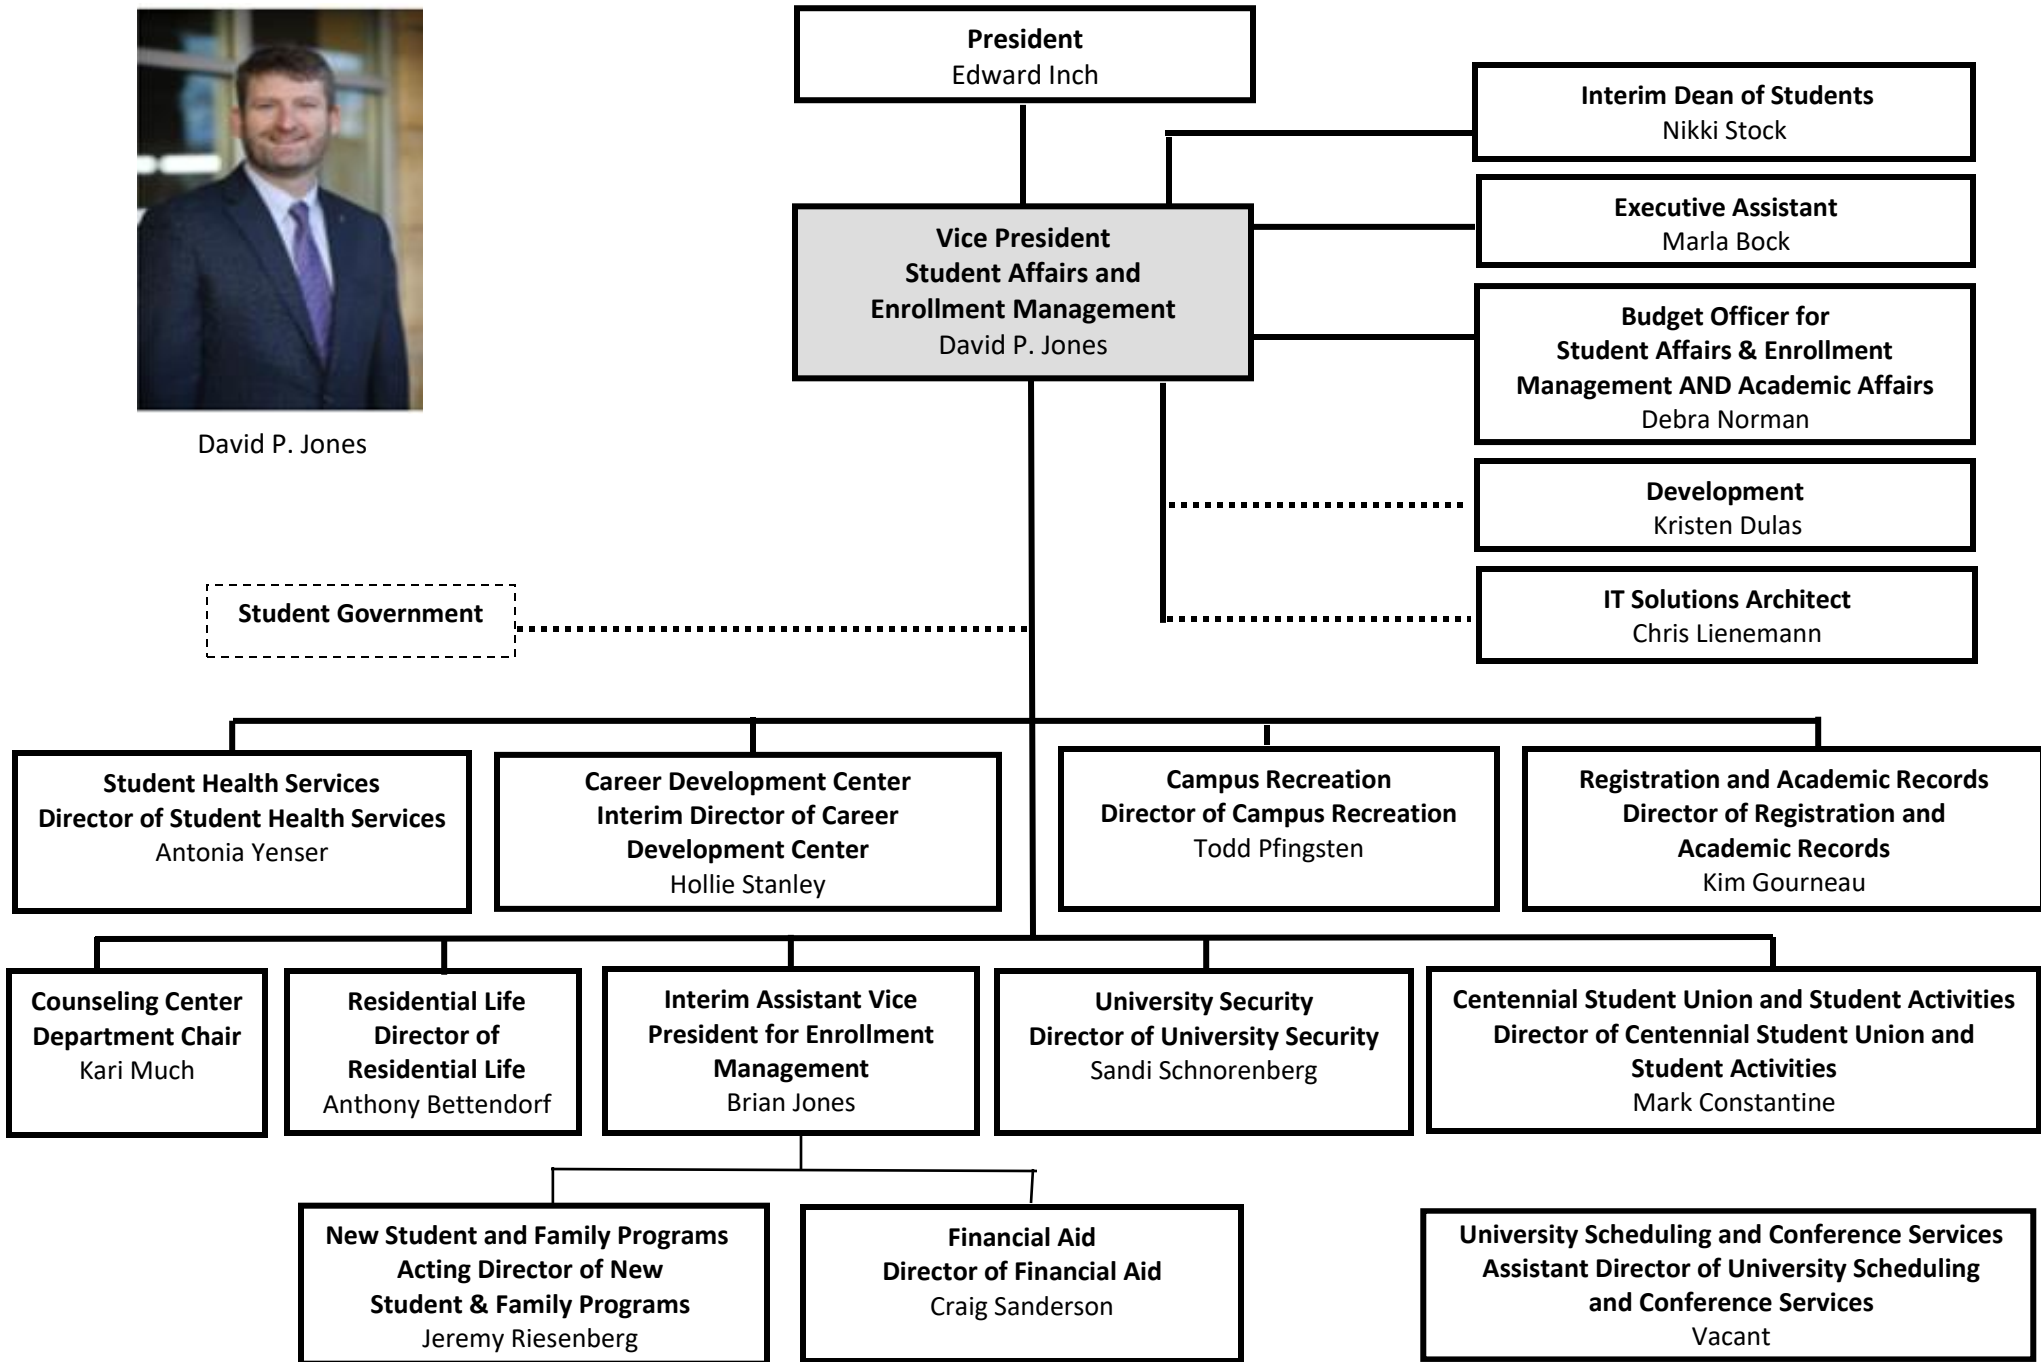 President
Edward Inch
Interim Dean of Students
Nikki Stock
Executive Assistant
Marla Bock
Vice President
Student Affairs and
Enrollment Management
David P. Jones
Budget Officer for
Student Affairs & Enrollment
Management AND Academic Affairs
Debra Norman
David P. Jones
Development
Kristen Dulas
IT Solutions Architect
Chris Lienemann
Student Government
Student Health Services
Director of Student Health Services
Antonia Yenser
Career Development Center
Interim Director of Career
Development Center
Hollie Stanley
Campus Recreation
Director of Campus Recreation
Todd Pfingsten
Registration and Academic Records
Director of Registration and
Academic Records
Kim Gourneau
Counseling Center
Department Chair
Kari Much
Residential Life
Director of
Residential Life
Anthony Bettendorf
Interim Assistant Vice
President for Enrollment
Management
Brian Jones
University Security
Director of University Security
Sandi Schnorenberg
Centennial Student Union and Student Activities
Director of Centennial Student Union and
Student Activities
Mark Constantine
New Student and Family Programs
Acting Director of New
Student & Family Programs
Jeremy Riesenberg
Financial Aid
Director of Financial Aid
Craig Sanderson
University Scheduling and Conference Services
Assistant Director of University Scheduling
and Conference Services
Vacant